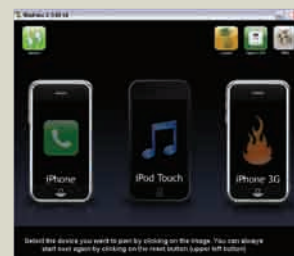 iPhone
iPod Touch
iPhone 3G
Select the device you want to pwn by clicking on the image. You can always
start over again by clicking on the reset button (upper left button)